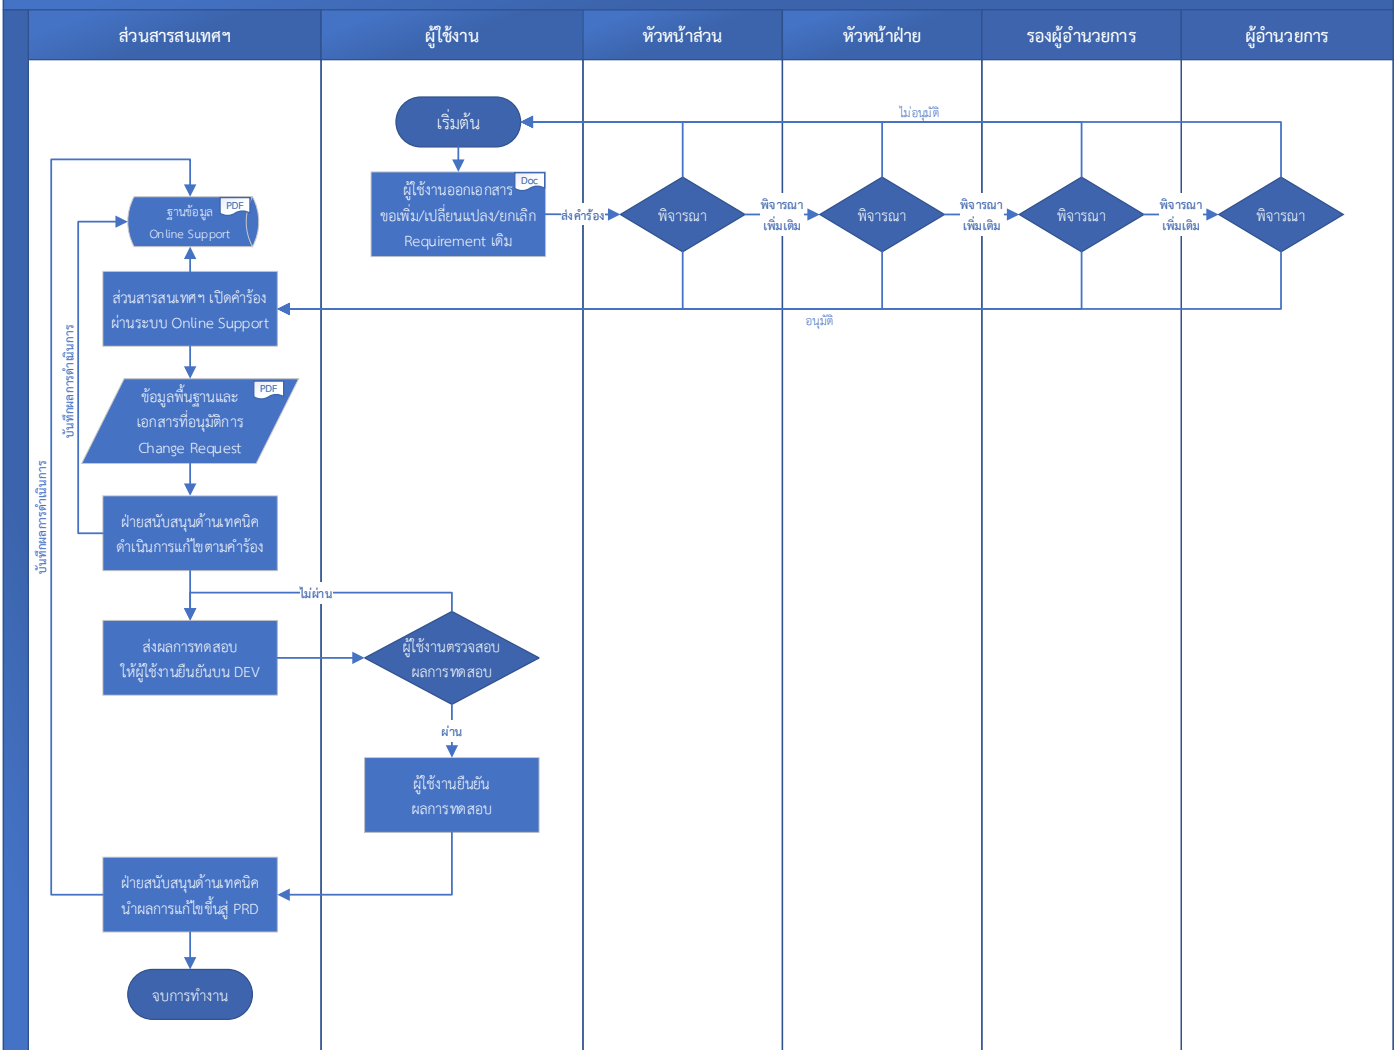 ส่วนสารสนเทศฯ
ผู้ใช้งาน
หัวหน้าส่วน
หัวหน้าฝ่าย
รองผู้อำนวยการ
ผู้อำนวยการ
ไม่อนุมัติ
เริ่มต้น
Doc
ผู้ใช้งานออกเอกสาร
ขอเพิ่ม/เปลี่ยนแปลง/ยกเลิก
Requirement เดิม
ส่งคำร้อง
พิจารณา
พิจารณา
เพิ่มเติม
พิจารณา
พิจารณา
เพิ่มเติม
พิจารณา
พิจารณา
เพิ่มเติม
พิจารณา
อนุมัติ
PDF
ฐานข้อมูล
Online Support
ส่วนสารสนเทศฯ เปิดคำร้อง
ผ่านระบบ Online Support
PDF
ข้อมูลพื้นฐานและ
เอกสารที่อนุมัติการ
Change Request
บันทึกผลการดำเนินการ
บันทึกผลการดำเนินการ
ฝ่ายสนับสนุนด้านเทคนิค
ดำเนินการแก้ไขตามคำร้อง
ไม่ผ่าน
ส่งผลการทดสอบ
ให้ผู้ใช้งานยืนยันบน DEV
ผู้ใช้งานตรวจสอบ
ผลการทดสอบ
ผ่าน
ผู้ใช้งานยืนยัน
ผลการทดสอบ
ฝ่ายสนับสนุนด้านเทคนิค
นำผลการแก้ไขขึ้นสู่ PRD
จบการทำงาน